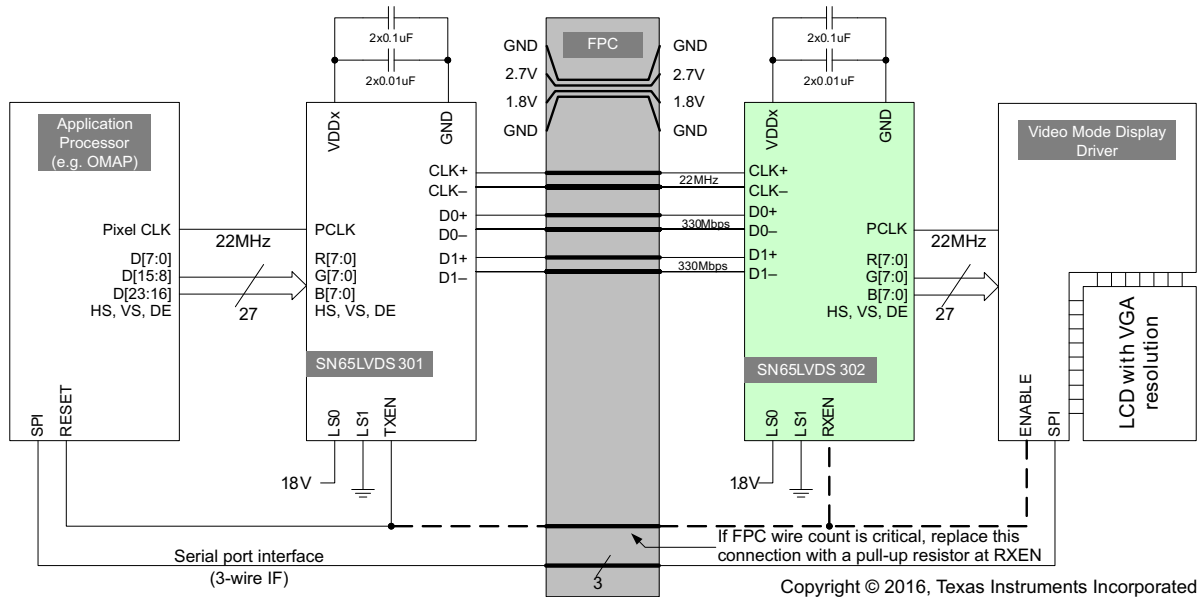 2x0.1uF
2x0.01uF
GND
2.7V
1.8V
GND
FPC
GND
2.7V
1.8V
GND
2x0.1uF
2x0.01uF
Application
Processor
(e.g. OMAP)
Pixel CLK
D[7:0]
D[15:8]
D[23:16]
HS, VS, DE
SPI
RESET
22MHz
27
VDDx
GND
CLK+
CLK–
D0+
D0–
D1+
D1–
PCLK
R[7:0]
G[7:0]
B[7:0]
HS, VS, DE
SN65LVDS 301
LS0
LS1
TXEN
18V
22MHz
330Mbps
330Mbps
VDDx
GND
CLK+
CLK–
D0+
D0–
D1+
D1–
PCLK
R[7:0]
G[7:0]
B[7:0]
HS, VS, DE
SN65LVDS 302
LS0
LS1
RXEN
1.8V
22MHz
27
Video Mode Display
Driver
ENABLE
SPI
LCD with VGA
resolution
If FPC wire count is critical, replace this
connection with a pull-up resistor at RXEN
Serial port interface
(3-wire IF)
3
Copyright © 2016, Texas Instruments Incorporated